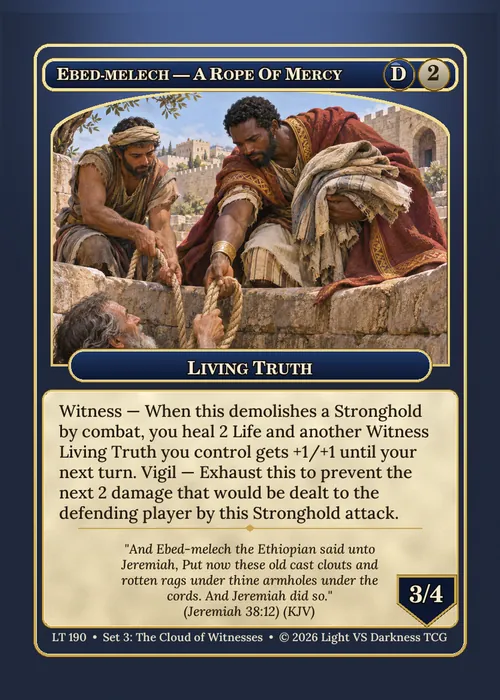 Ebed-melech — A Rope Of Mercy
D 2
Living Truth
Witness — When this demolishes a Stronghold
by combat, you heal 2 Life and another Witness
Living Truth you control gets +1/+1 until your
next turn. Vigil — Exhaust this to prevent the
next 2 damage that would be dealt to the
defending player by this Stronghold attack.
"And Ebed-melech the Ethiopian said unto
Jeremiah, Put now these old cast clouts and
rotten rags under thine armholes under the
cords. And Jeremiah did so."
(Jeremiah 38:12) (KJV)
3/4
LT 190 • Set 3: The Cloud of Witnesses • © 2026 Light VS Darkness TCG